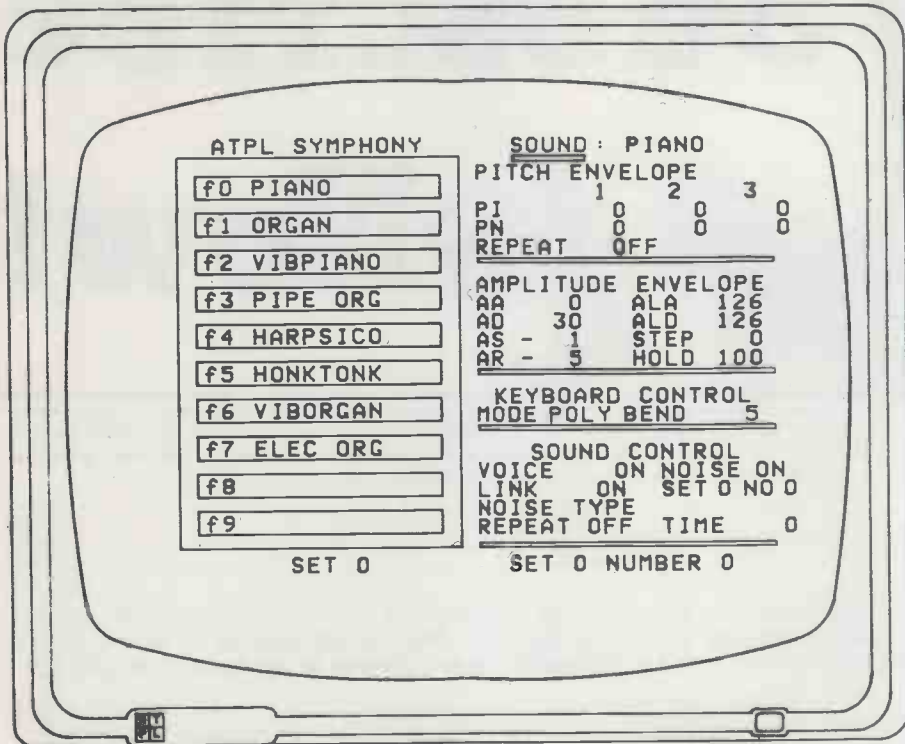 ATPL SYMPHONY
f0 PIANO
f1 ORGAN
f2 VIBPIANO
f3 PIPE ORG
f4 HARPSICO
f5 HONKTONK
f6 VIBORGAN
f7 ELEC ORG
f8
f9
SET 0
SOUND: PIANO
PITCH ENVELOPE
1 2 3
PI 0 0 0
PN 0 0 0
REPEAT OFF
AMPLITUDE ENVELOPE
AA 0 ALA 126
AD 30 ALD 126
AS - 1 STEP 0
AR - 5 HOLD 100
KEYBOARD CONTROL
MODE POLY BEND 5
SOUND CONTROL
VOICE ON NOISE ON
LINK ON SET 0 NO 0
NOISE TYPE
REPEAT OFF TIME 0
SET 0 NUMBER 0